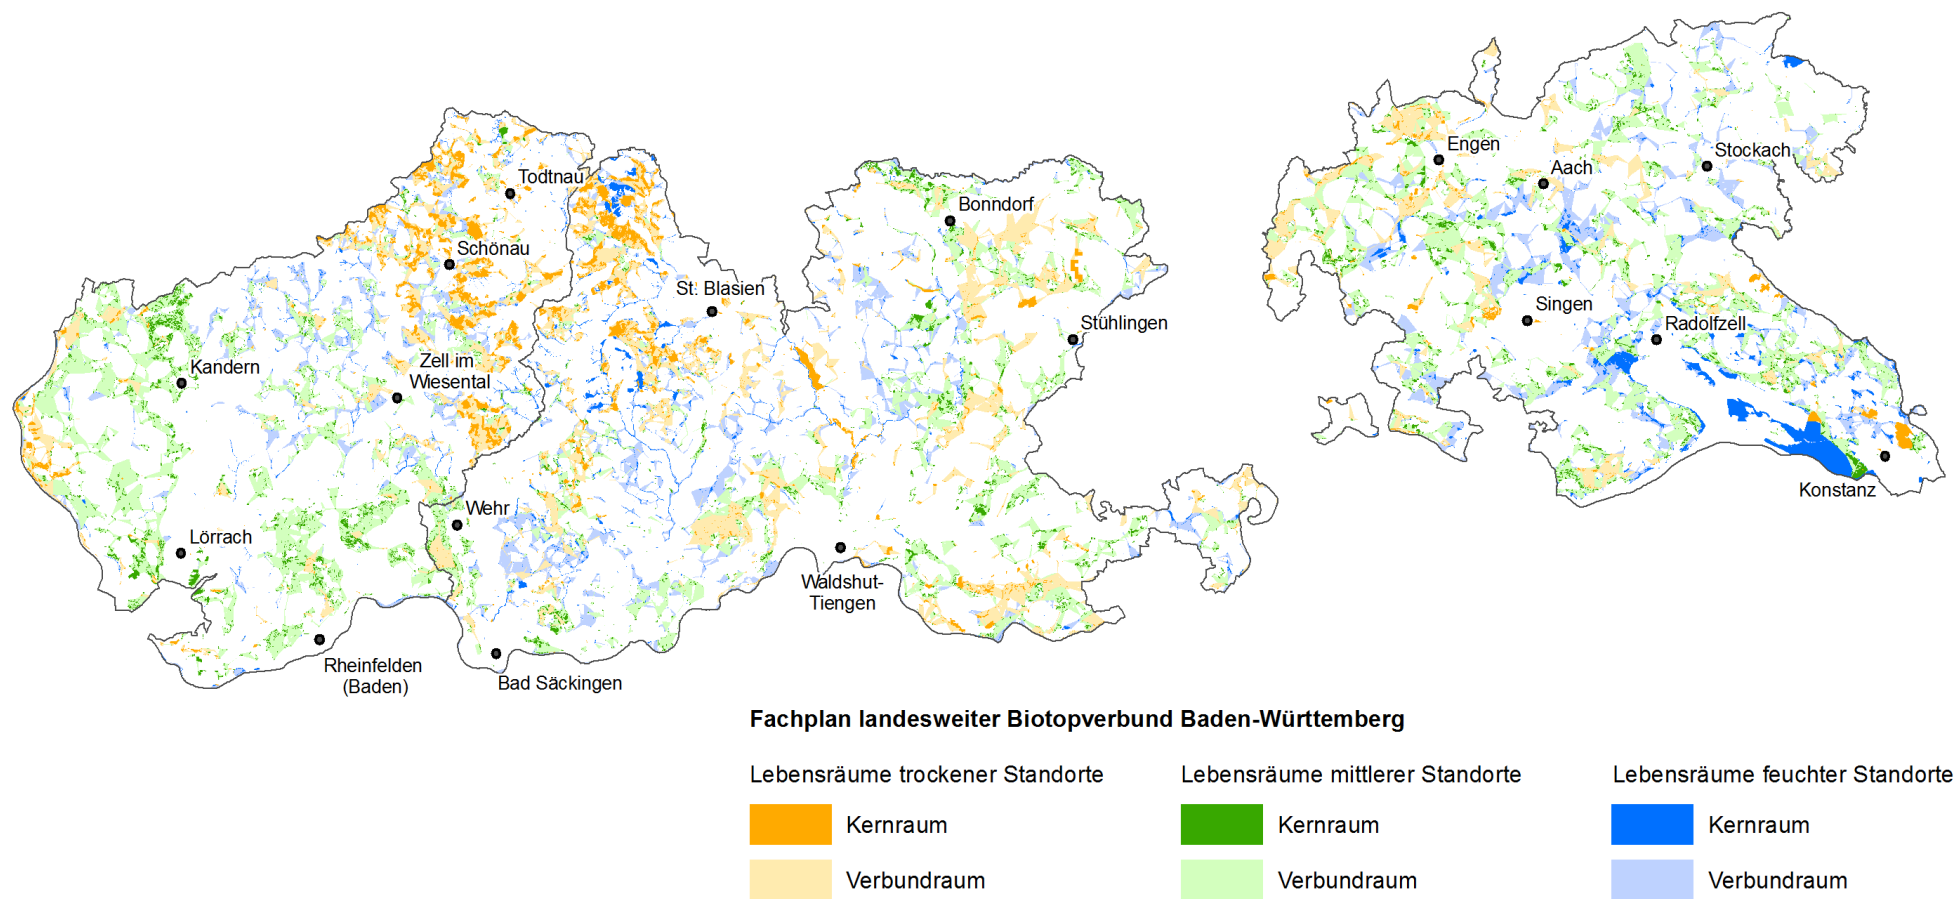 Engen
Stockach
Aach
Todtnau
Bonndorf
Schönau
St. Blasien
Singen
Radolfzell
Stühlingen
Kandern
Zell im
Wiesental
Konstanz
Wehr
Lörrach
Waldshut-
Tiengen
Rheinfelden
(Baden)
Bad Säckingen
Fachplan landesweiter Biotopverbund Baden-Württemberg
Lebensräume trockener Standorte
Kernraum
Verbundraum
Lebensräume mittlerer Standorte
Kernraum
Verbundraum
Lebensräume feuchter Standorte
Kernraum
Verbundraum